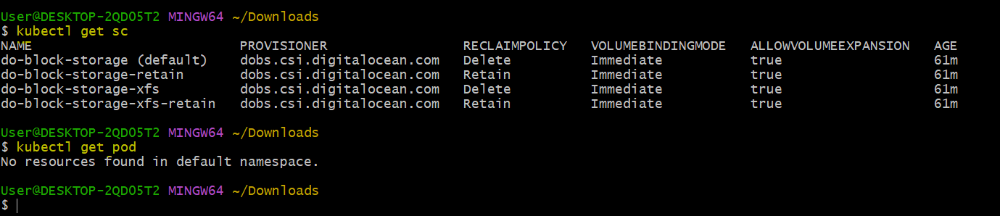 User@DESKTOP-2QD05T2 MINGW64 ~/Downloads
$ kubectl get sc
NAME                          PROVISIONER                 RECLAIMPOLICY   VOLUMEBINDINGMODE   ALLOWVOLUMEEXPANSION   AGE
do-block-storage (default)    dobs.csi.digitalocean.com   Delete          Immediate           true                   61m
do-block-storage-retain       dobs.csi.digitalocean.com   Retain          Immediate           true                   61m
do-block-storage-xfs          dobs.csi.digitalocean.com   Delete          Immediate           true                   61m
do-block-storage-xfs-retain   dobs.csi.digitalocean.com   Retain          Immediate           true                   61m
User@DESKTOP-2QD05T2 MINGW64 ~/Downloads
$ kubectl get pod
No resources found in default namespace.
User@DESKTOP-2QD05T2 MINGW64 ~/Downloads
$